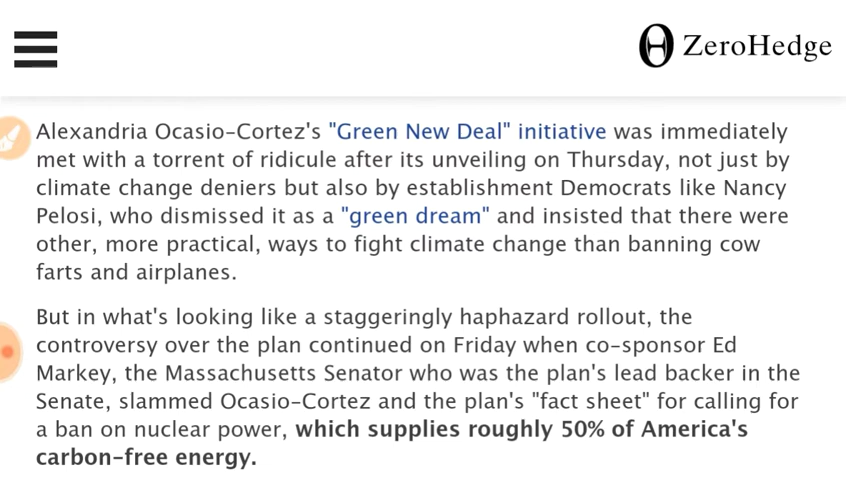 ZeroHedge
Alexandria Ocasio-Cortez's "Green New Deal" initiative was immediately
met with a torrent of ridicule after its unveiling on Thursday, not just by
climate change deniers but also by establishment Democrats like Nancy
Pelosi, who dismissed it as a "green dream" and insisted that there were
other, more practical, ways to fight climate change than banning cow
farts and airplanes.
But in what's looking like a staggeringly haphazard rollout, the
controversy over the plan continued on Friday when co-sponsor Ed
Markey, the Massachusetts Senator who was the plan's lead backer in the
Senate, slammed Ocasio-Cortez and the plan's "fact sheet" for calling for
a ban on nuclear power, which supplies roughly 50% of America's
carbon-free energy.